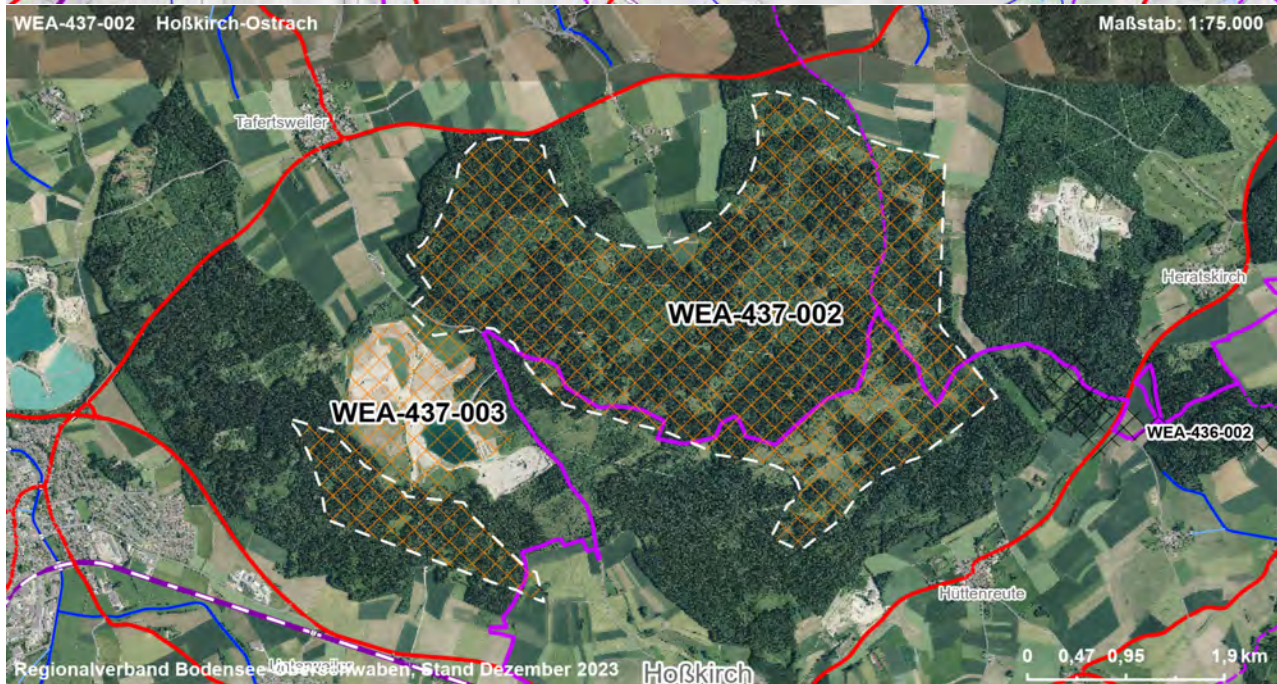 WEA-437-002 Hoßkirch-Ostrach
Maßstab: 1:75.000
Tafertsweiler
Heratskirch
WEA-437-002
WEA-437-003
WEA-436-002
Hüttenreute
Regionalverband Bodensee-Oberschwaben, Stand Dezember 2023
Hoßkirch
0 0,47 0,95 1,9 km